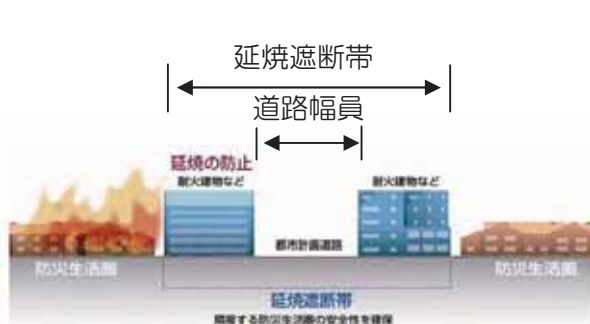 延焼遮断帯
道路幅員
延焼の防止
耐火建物など
耐火建物など
都市計画道路
防災生活圏
防災生活圏
延焼遮断帯
隣接する防災生活圏の安全性を確保